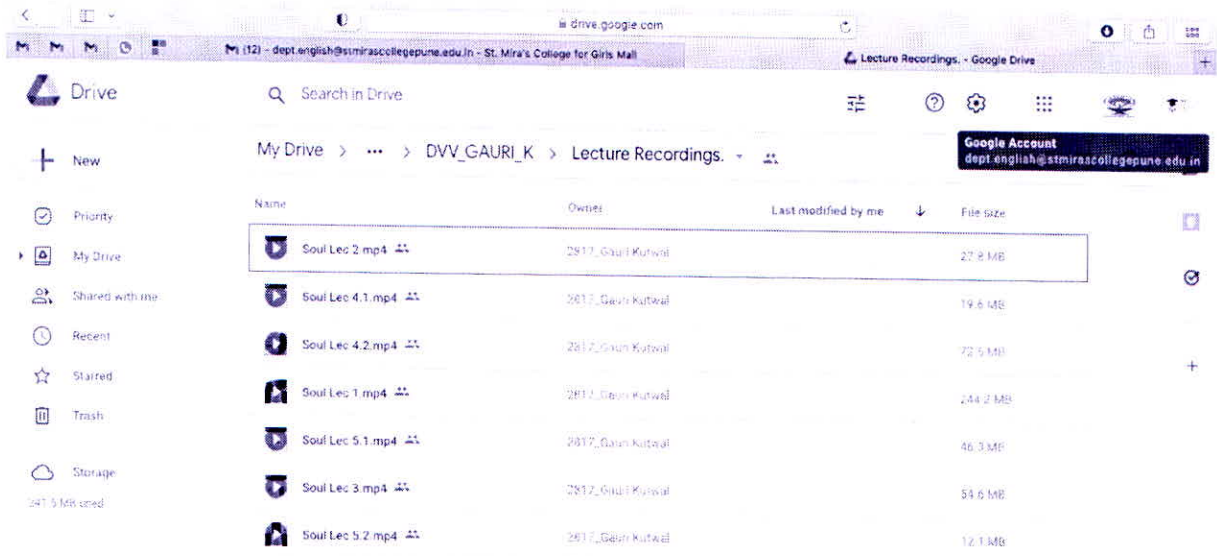 drive.google.com
(12) - dept.english@stmirascollegepune.edu.in - St. Mira's College for Girls Mail
Lecture Recordings. - Google Drive
Drive
Search in Drive
New
My Drive > ... > DVV_GAURI_K > Lecture Recordings.
Google Account
dept.english@stmirascollegepune.edu.in
Name Owner Last modified by me File size
Priority
Soul Lec 2.mp4 2817_Gauri Kutwal 27.8 MB
My Drive
Soul Lec 4.1.mp4 2817_Gauri Kutwal 19.6 MB
Shared with me
Soul Lec 4.2.mp4 2817_Gauri Kutwal MB
Recent
Soul Lec 1.mp4 2817_Gauri Kutwal 244.2 MB
Starred
Soul Lec 5.1.mp4 2817_Gauri Kutwal 46.3 MB
Trash
Soul Lec 3.mp4 2817_Gauri Kutwal 54.6 MB
Storage
MB used
Soul Lec 5.2.mp4 2817_Gauri Kutwal 12.1 MB